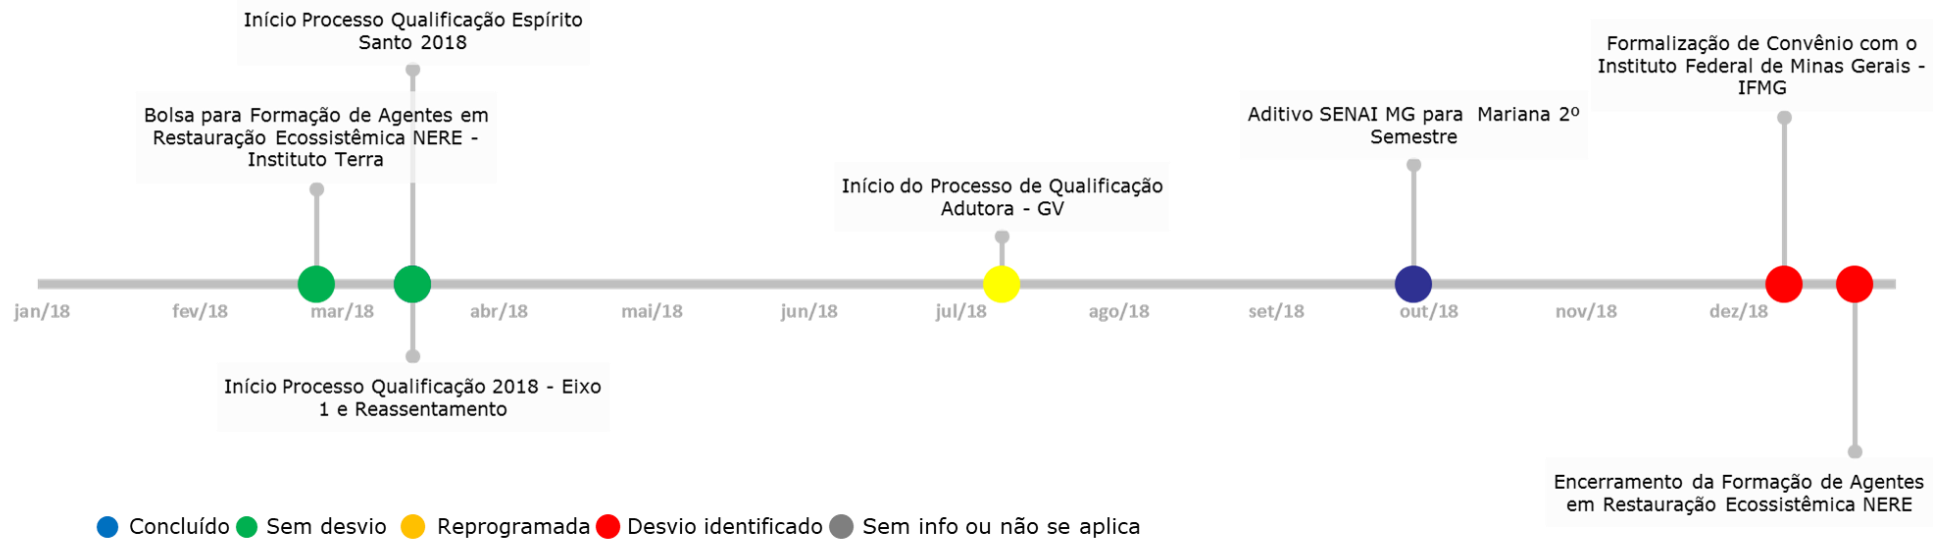 Início Processo Qualificação Espírito
Santo 2018
Bolsa para Formação de Agentes em
Restauração Ecossistêmica NERE -
Instituto Terra
Início do Processo de Qualificação
Adutora - GV
Aditivo SENAI MG para  Mariana 2º
Semestre
Formalização de Convênio com o
Instituto Federal de Minas Gerais -
IFMG
jan/18 fev/18 mar/18 abr/18 mai/18 jun/18 jul/18 ago/18 set/18 out/18 nov/18 dez/18
Início Processo Qualificação 2018 - Eixo
1 e Reassentamento
Encerramento da Formação de Agentes
em Restauração Ecossistêmica NERE
Concluído Sem desvio Reprogramada Desvio identificado Sem info ou não se aplica